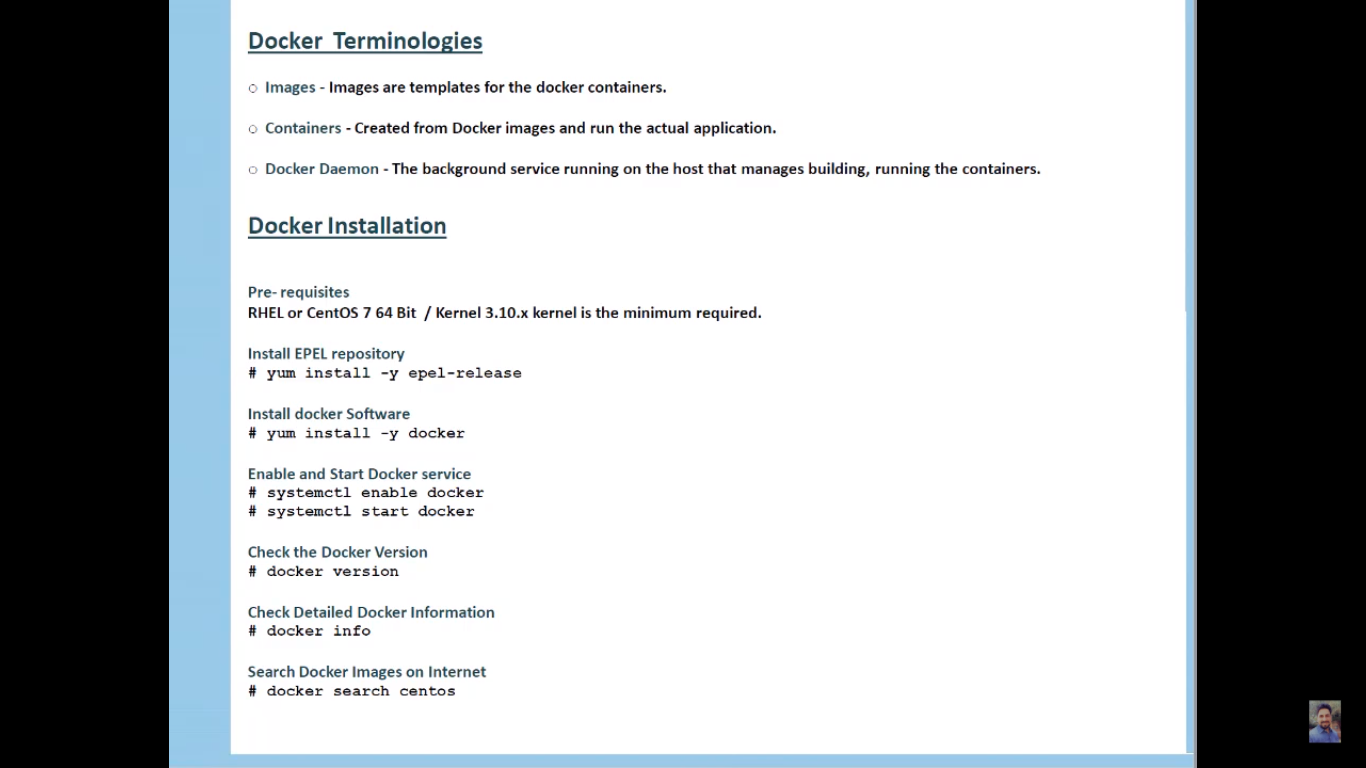 Docker Terminologies
○ Images - Images are templates for the docker containers.
○ Containers - Created from Docker images and run the actual application.
○ Docker Daemon - The background service running on the host that manages building, running the containers.
Docker Installation
Pre- requisites
RHEL or CentOS 7 64 Bit / Kernel 3.10.x kernel is the minimum required.
Install EPEL repository
# yum install -y epel-release
Install docker Software
# yum install -y docker
Enable and Start Docker service
# systemctl enable docker
# systemctl start docker
Check the Docker Version
# docker version
Check Detailed Docker Information
# docker info
Search Docker Images on Internet
# docker search centos